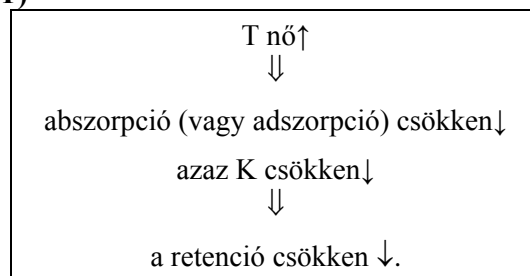 T nő↑
⇓
abszorpció (vagy adszorpció) csökken↓
azaz K csökken↓
⇓
a retenció csökken ↓.